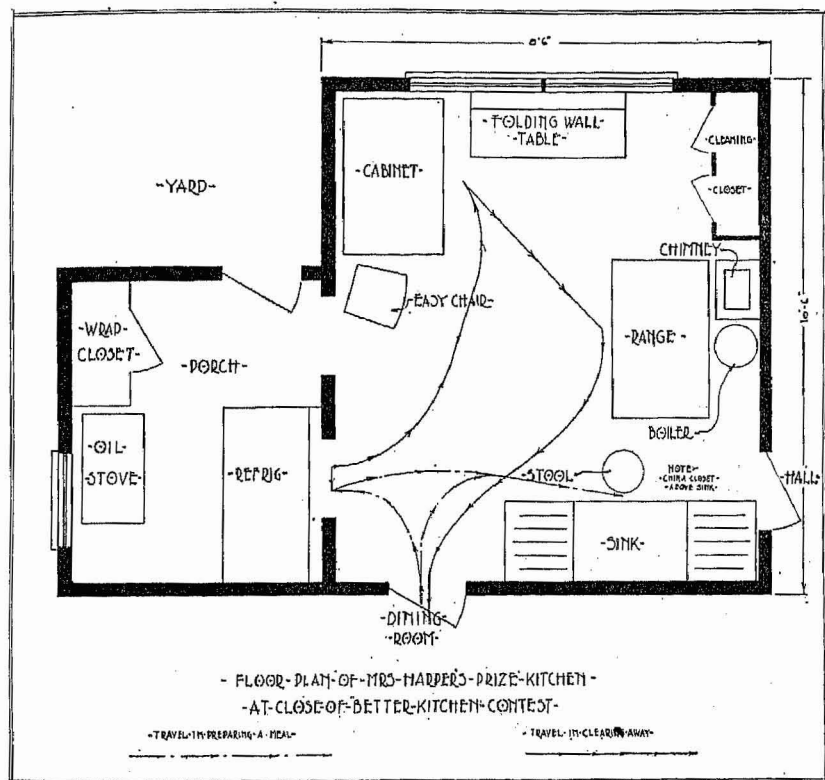 8'6"
-FOLDING WALL-
-TABLE-
-CLEANING-
-CABINET-
-YARD-
-CLOSET-
CHIMNEY
-EASY CHAIR
10'-6"
-WRAP-
CLOSET-
-PORCH-
-RANGE-
BOILER
-OIL-
-STOVE-
-REFRIG-
-STOOL
NOTE-
-CHINA CLOSET-
-ABOVE SINK-
-HALL-
-SINK-
-DINING-
-ROOM-
- FLOOR-PLAN-OF-MRS-HARPER'S-PRIZE-KITCHEN-
-AT-CLOSE-OF-BETTER-KITCHEN-CONTEST-
-TRAVEL-IN-PREPARING-A-MEAL-
-TRAVEL-IN-CLEARING-AWAY-